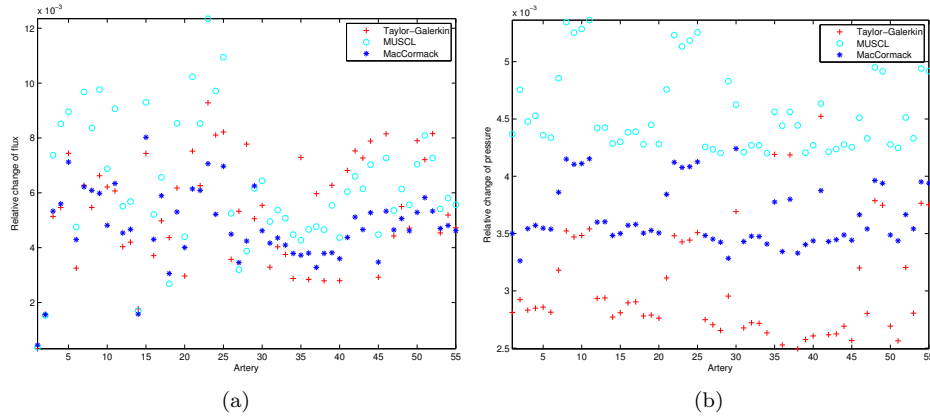 x 10⁻³
12
10
8
6
4
2
5 10 15 20 25 30 35 40 45 50 55
Relative change of flux
Artery
Taylor-Galerkin
MUSCL
MacCormack
(a)
x 10⁻³
5
4.5
4
3.5
3
2.5
5 10 15 20 25 30 35 40 45 50 55
Relative change of pressure
Artery
Taylor-Galerkin
MUSCL
MacCormack
(b)